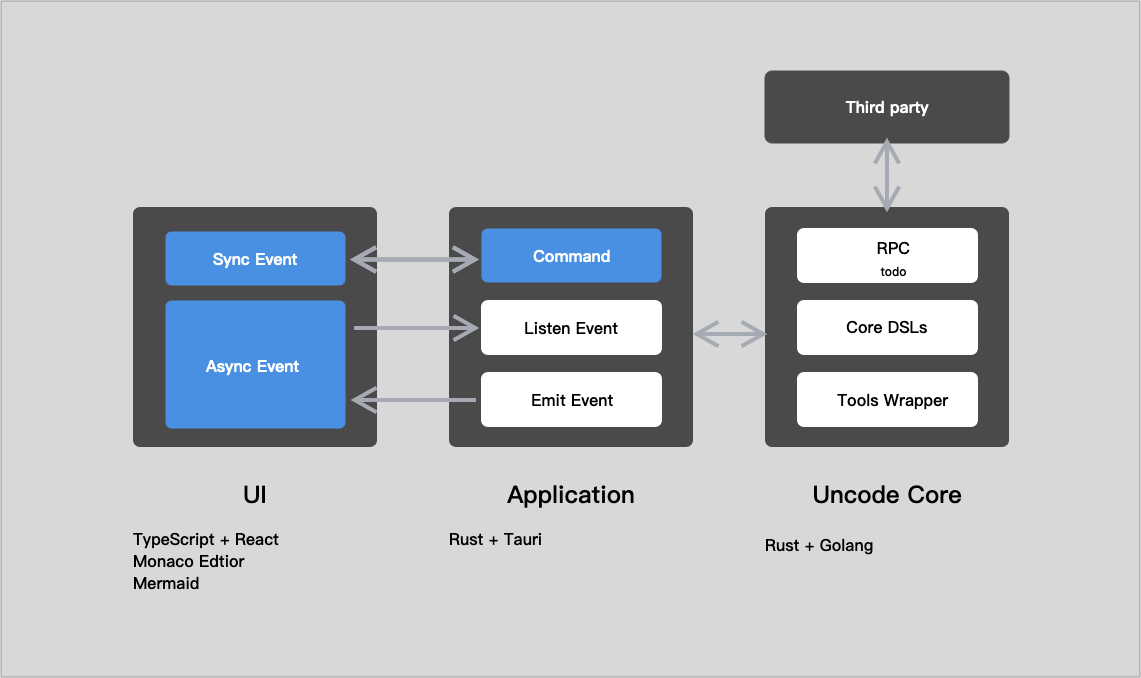 Third party
Sync Event
Async Event
Command
Listen Event
Emit Event
RPC
todo
Core DSLs
Tools Wrapper
UI
TypeScript + React
Monaco Edtior
Mermaid
Application
Rust + Tauri
Uncode Core
Rust + Golang